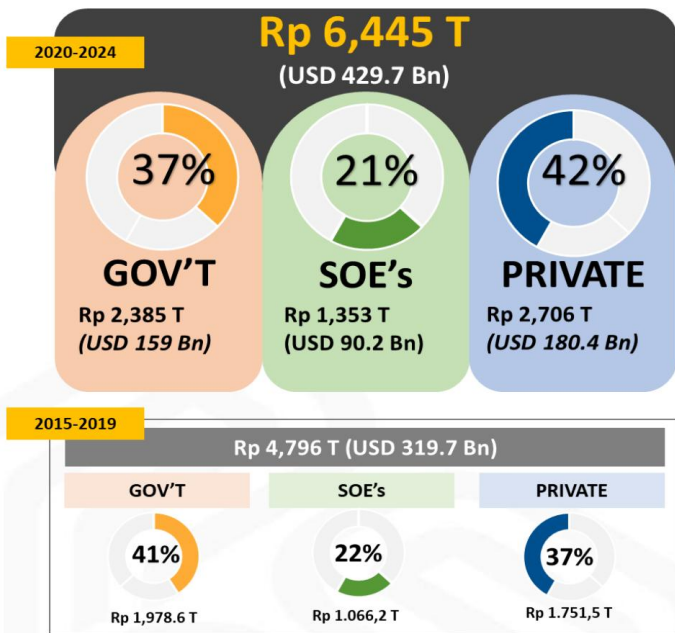 2020-2024
Rp 6,445 T
(USD 429.7 Bn)
37%
21%
42%
GOV'T
SOE's
PRIVATE
Rp 2,385 T
(USD 159 Bn)
Rp 1,353 T
(USD 90.2 Bn)
Rp 2,706 T
(USD 180.4 Bn)
2015-2019
Rp 4,796 T (USD 319.7 Bn)
GOV'T
SOE's
PRIVATE
41%
22%
37%
Rp 1,978.6 T
Rp 1.066,2 T
Rp 1.751,5 T